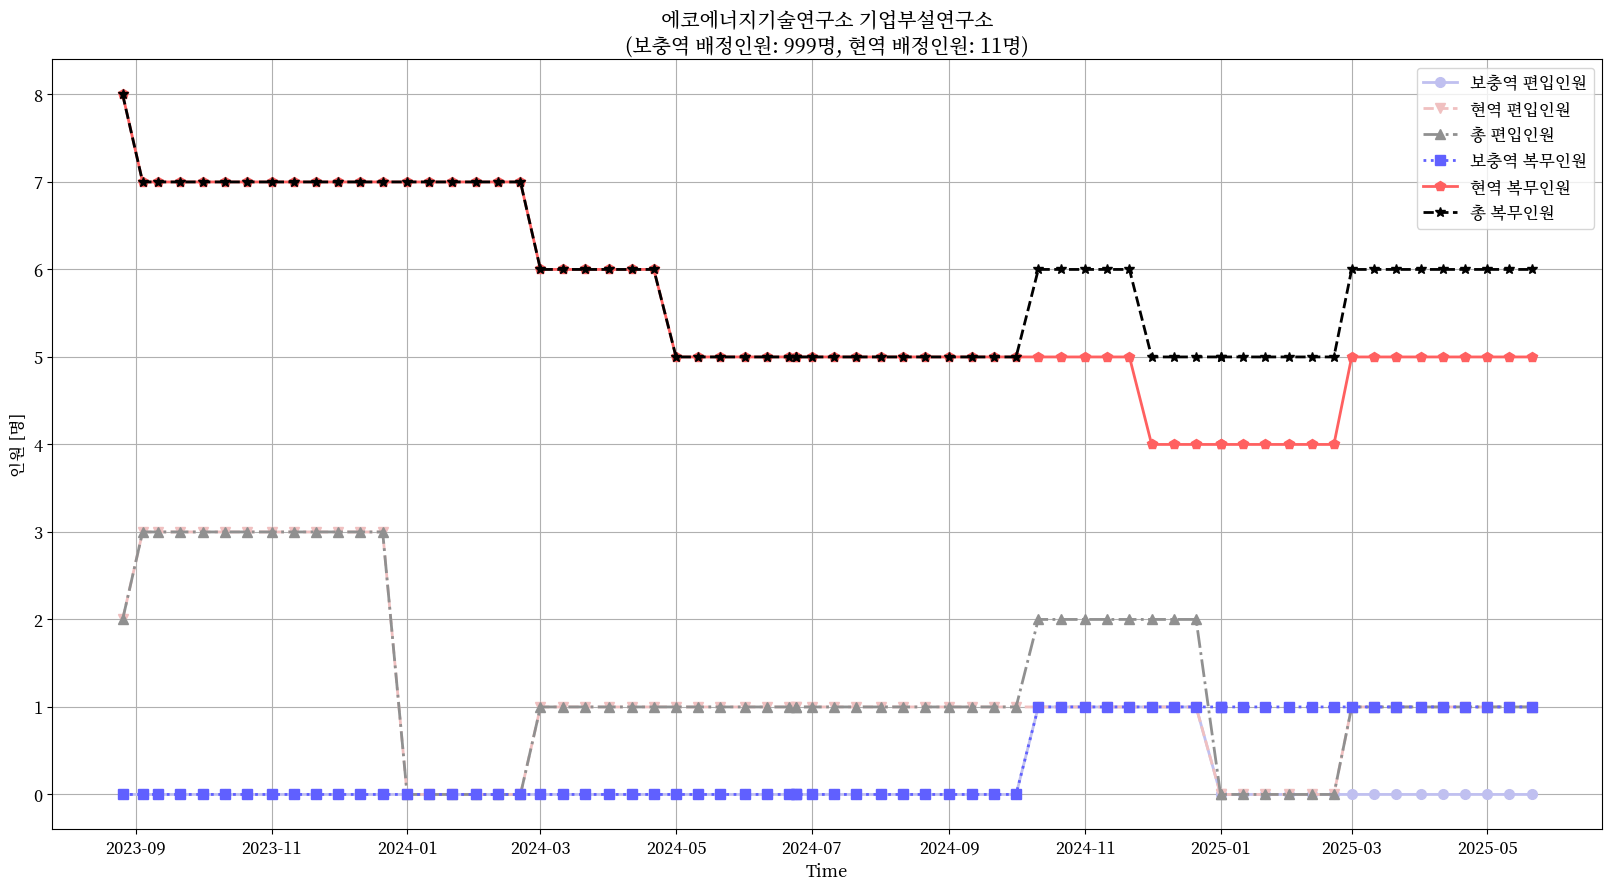 에코에너지기술연구소 기업부설연구소
(보충역 배정인원: 999명, 현역 배정인원: 11명)
보충역 편입인원
현역 편입인원
총 편입인원
보충역 복무인원
현역 복무인원
총 복무인원
인원 [명]
8
7
6
5
4
3
2
1
0
2023-09
2023-11
2024-01
2024-03
2024-05
2024-07
2024-09
2024-11
2025-01
2025-03
2025-05
Time